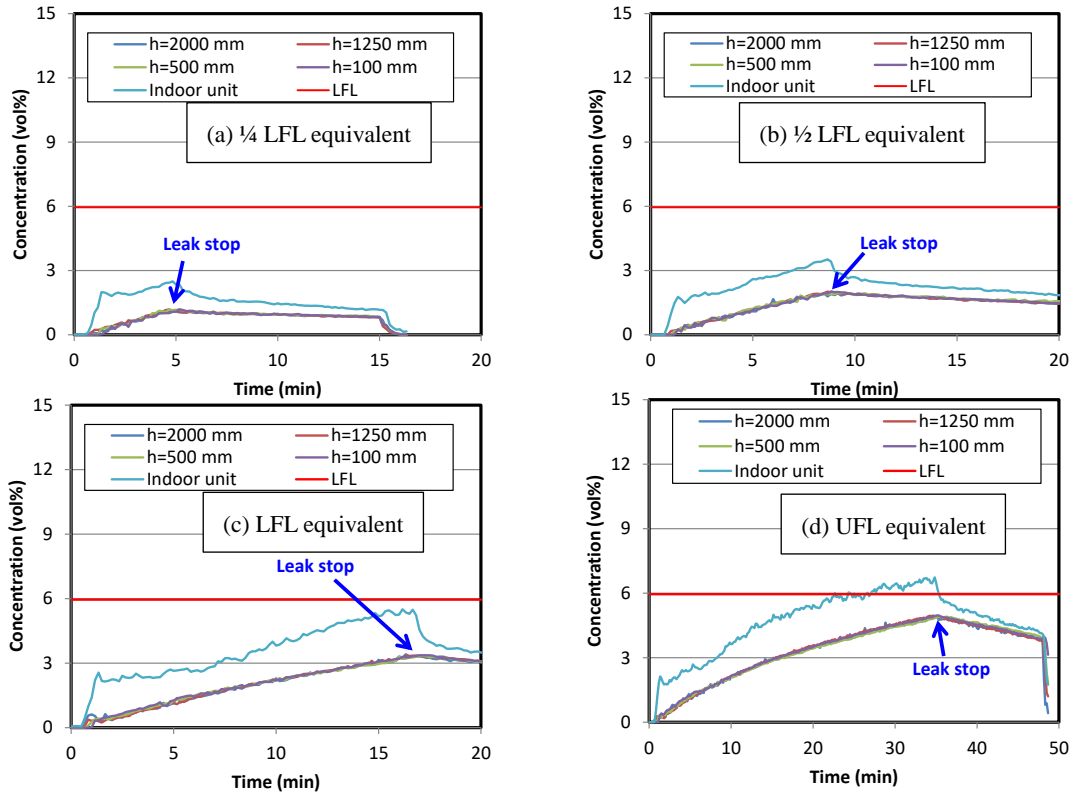 15
12
9
6
3
0
Concentration (vol%)
h=2000 mm
h=1250 mm
h=500 mm
h=100 mm
Indoor unit
LFL
(a) ¼ LFL equivalent
Leak stop
0 5 10 15 20
Time (min)
15
12
9
6
3
0
Concentration (vol%)
h=2000 mm
h=1250 mm
h=500 mm
h=100 mm
Indoor unit
LFL
(b) ½ LFL equivalent
Leak stop
0 5 10 15 20
Time (min)
15
12
9
6
3
0
Concentration (vol%)
h=2000 mm
h=1250 mm
h=500 mm
h=100 mm
Indoor unit
LFL
(c) LFL equivalent
Leak stop
0 5 10 15 20
Time (min)
15
12
9
6
3
0
Concentration (vol%)
h=2000 mm
h=1250 mm
h=500 mm
h=100 mm
Indoor unit
LFL
(d) UFL equivalent
Leak stop
0 10 20 30 40 50
Time (min)